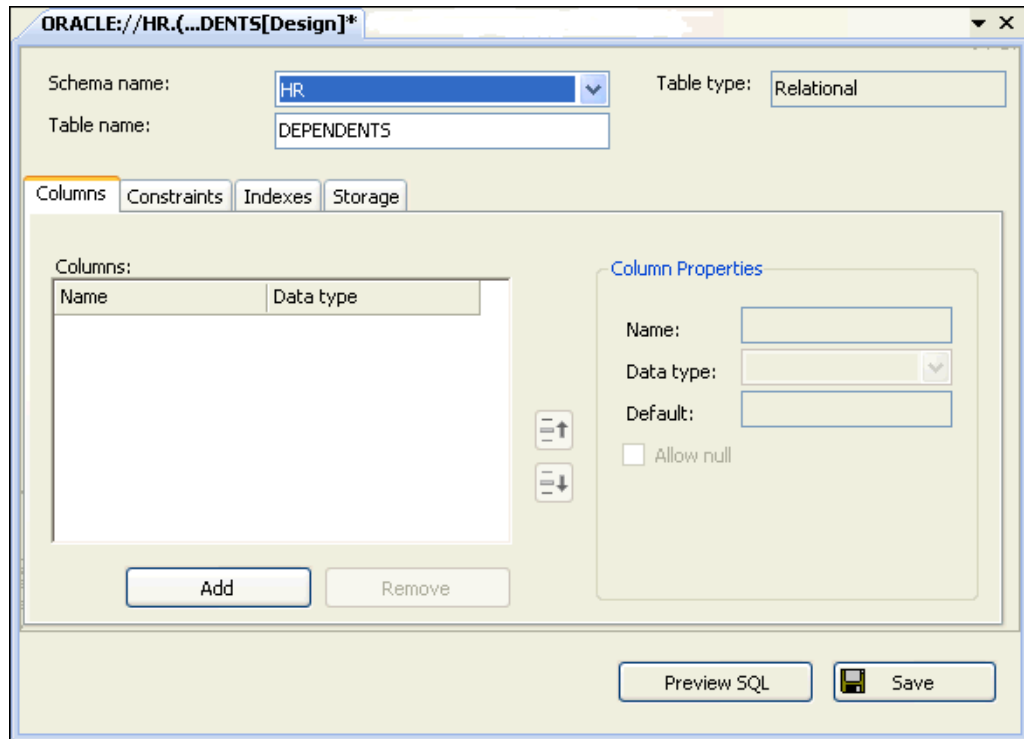 ORACLE://HR.(...DENTS[Design]*
Schema name: HR Table type: Relational
Table name: DEPENDENTS
Columns Constraints Indexes Storage
Columns:
Name Data type
Column Properties
Name:
Data type:
Default:
Allow null
Add Remove
Preview SQL Save